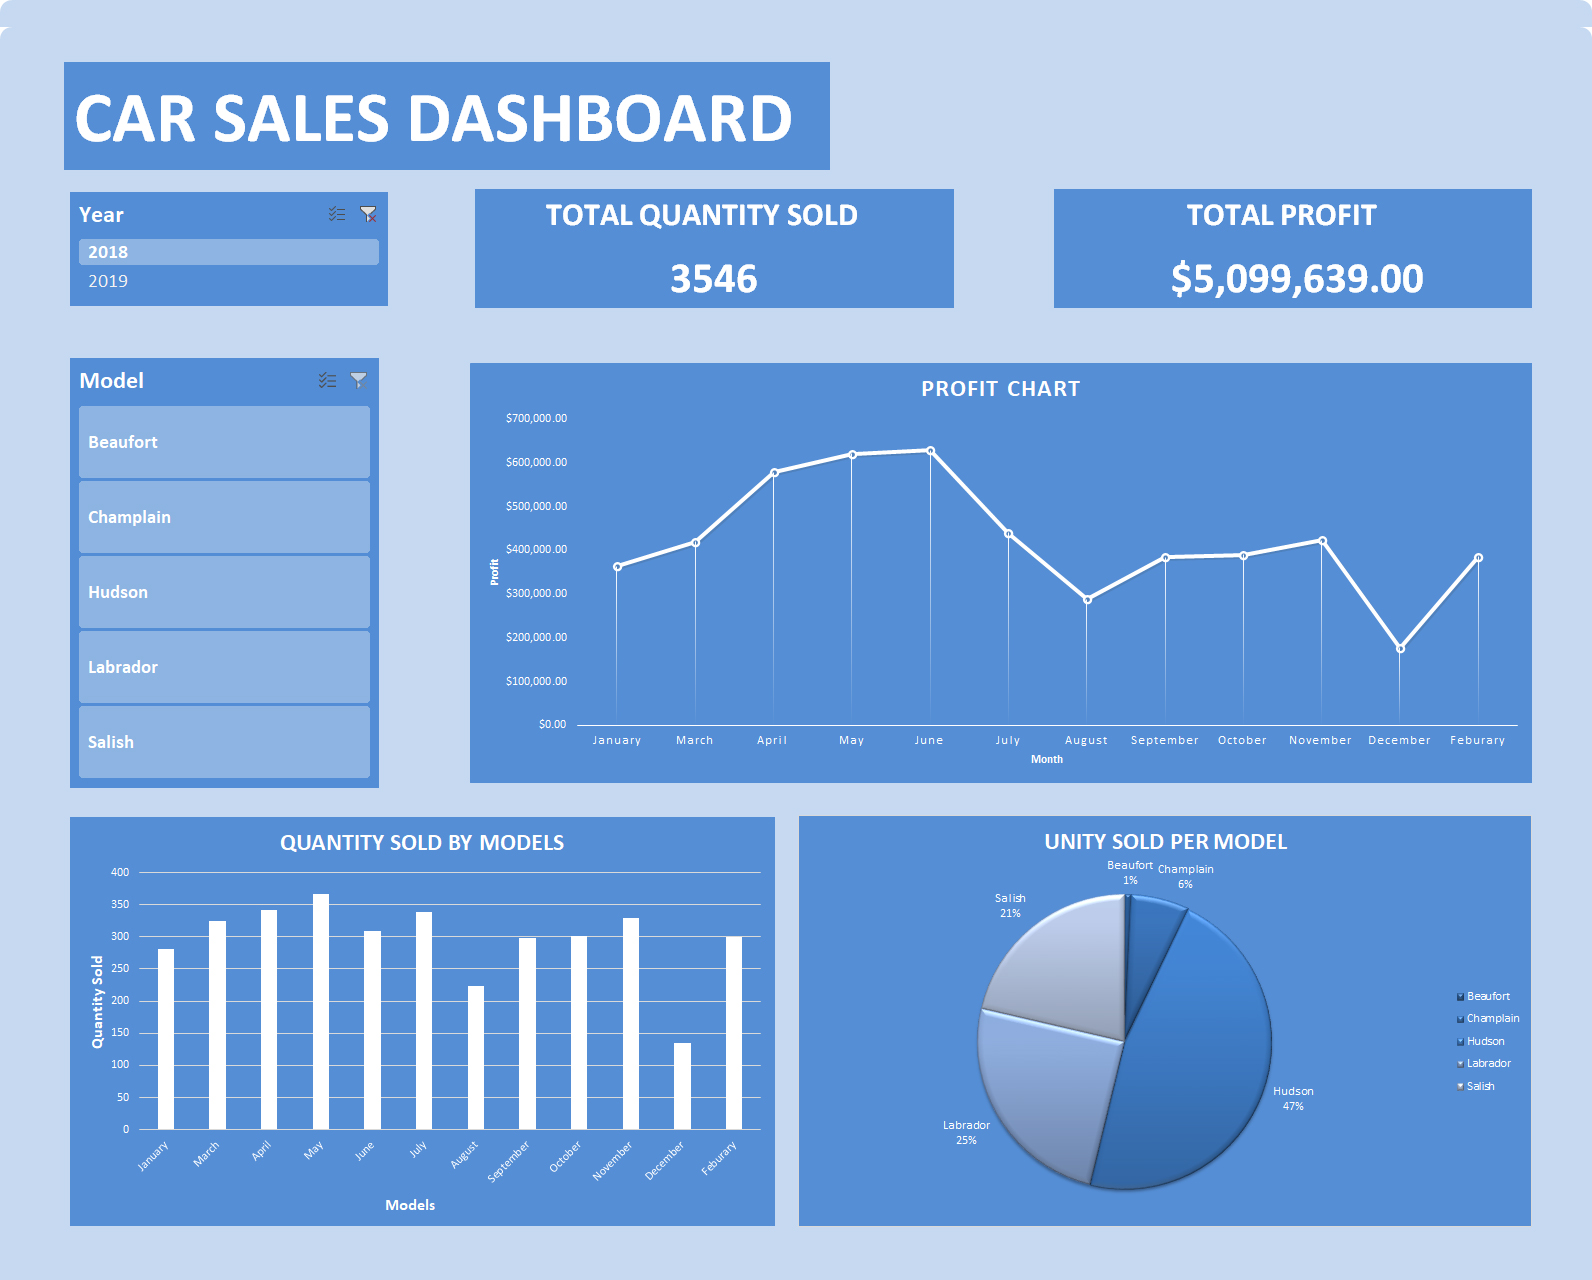 CAR SALES DASHBOARD
Year
2018
2019
TOTAL QUANTITY SOLD
3546
TOTAL PROFIT
$5,099,639.00
Model
Beaufort
Champlain
Hudson
Labrador
Salish
PROFIT CHART
$700,000.00
$600,000.00
$500,000.00
$400,000.00
$300,000.00
$200,000.00
$100,000.00
$0.00
Profit
January March April May June July August September October November December Feburary
Month
QUANTITY SOLD BY MODELS
400
350
300
250
200
150
100
50
0
Quantity Sold
January March April May June July August September October November December Feburary
Models
UNITY SOLD PER MODEL
Beaufort
1%
Champlain
6%
Salish
21%
Hudson
47%
Labrador
25%
Beaufort
Champlain
Hudson
Labrador
Salish